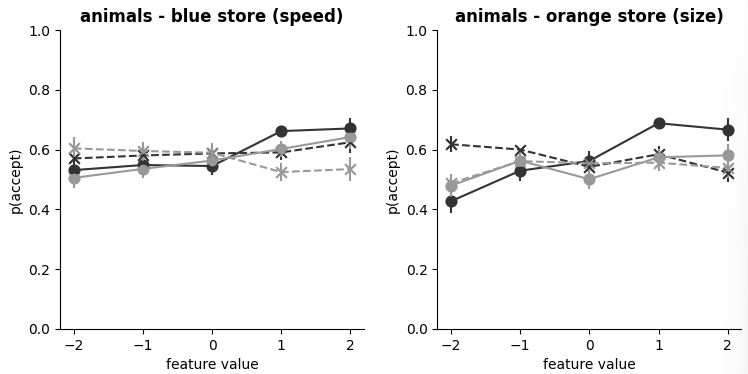 animals - blue store (speed)
1.0
0.8
0.6
0.4
0.2
0.0
p(accept)
−2 −1 0 1 2
feature value
animals - orange store (size)
1.0
0.8
0.6
0.4
0.2
0.0
p(accept)
−2 −1 0 1 2
feature value